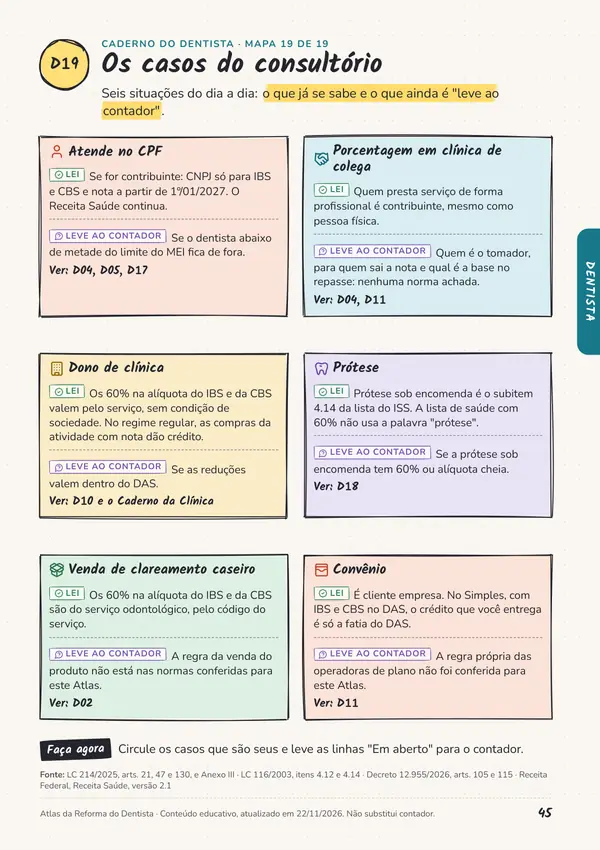 D19
CADERNO DO DENTISTA · MAPA 19 DE 19
Os casos do consultório
Seis situações do dia a dia: o que já se sabe e o que ainda é "leve ao
contador".
Atende no CPF
LEI Se for contribuinte: CNPJ só para IBS
e CBS e nota a partir de 1º/01/2027. O
Receita Saúde continua.
LEVE AO CONTADOR Se o dentista abaixo
de metade do limite do MEI fica de fora.
Ver: D04, D05, D17
Porcentagem em clínica de
colega
LEI Quem presta serviço de forma
profissional é contribuinte, mesmo como
pessoa física.
LEVE AO CONTADOR Quem é o tomador,
para quem sai a nota e qual é a base no
repasse: nenhuma norma achada.
Ver: D04, D11
DENTISTA
Dono de clínica
LEI Os 60% na alíquota do IBS e da CBS
valem pelo serviço, sem condição de
sociedade. No regime regular, as compras da
atividade com nota dão crédito.
LEVE AO CONTADOR Se as reduções
valem dentro do DAS.
Ver: D10 e o Caderno da Clínica
Prótese
LEI Prótese sob encomenda é o subitem
4.14 da lista do ISS. A lista de saúde com
60% não usa a palavra "prótese".
LEVE AO CONTADOR Se a prótese sob
encomenda tem 60% ou alíquota cheia.
Ver: D18
Venda de clareamento caseiro
LEI Os 60% na alíquota do IBS e da CBS
são do serviço odontológico, pelo código do
serviço.
LEVE AO CONTADOR A regra da venda do
produto não está nas normas conferidas para
este Atlas.
Ver: D02
Convênio
LEI É cliente empresa. No Simples, com
IBS e CBS no DAS, o crédito que você entrega
é só a fatia do DAS.
LEVE AO CONTADOR A regra própria das
operadoras de plano não foi conferida para
este Atlas.
Ver: D11
Faça agora Circule os casos que são seus e leve as linhas "Em aberto" para o contador.
Fonte: LC 214/2025, arts. 21, 47 e 130, e Anexo III · LC 116/2003, itens 4.12 e 4.14 · Decreto 12.955/2026, arts. 105 e 115 · Receita
Federal, Receita Saúde, versão 2.1
Atlas da Reforma do Dentista · Conteúdo educativo, atualizado em 22/11/2026. Não substitui contador.
45